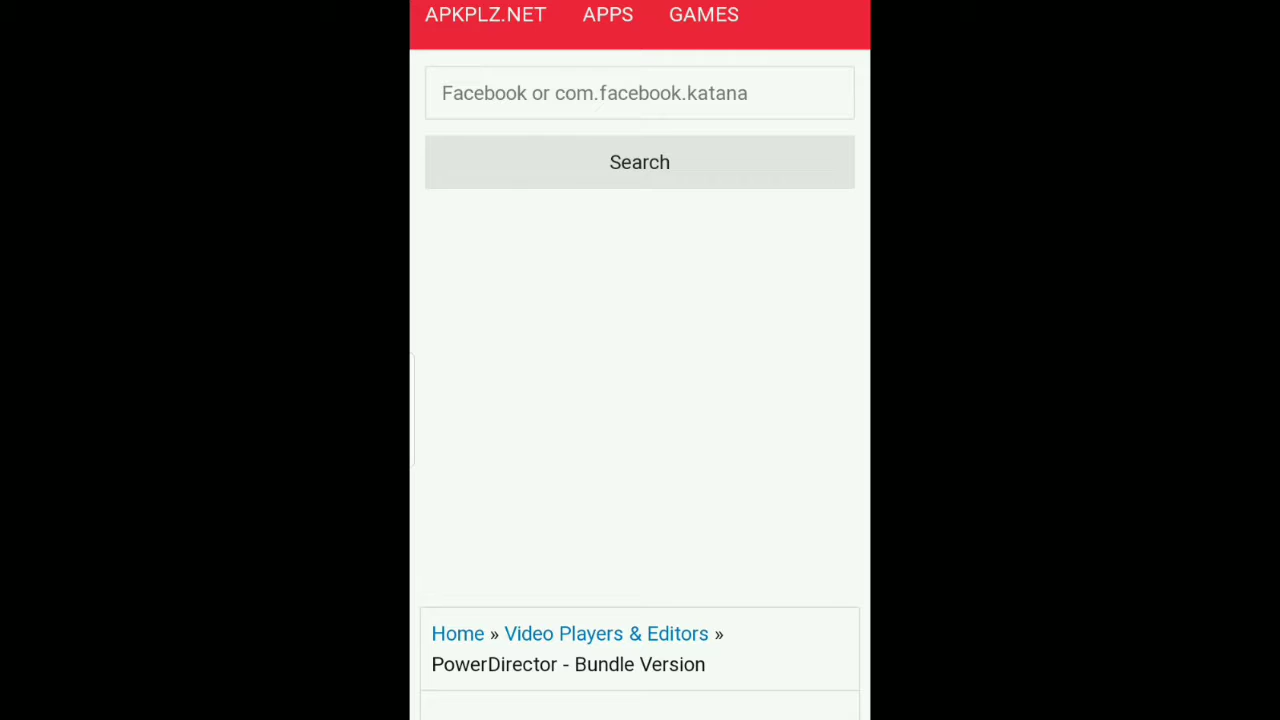 APKPLZ.NET APPS GAMES
Facebook or com.facebook.katana
Search
Home » Video Players & Editors »
PowerDirector - Bundle Version